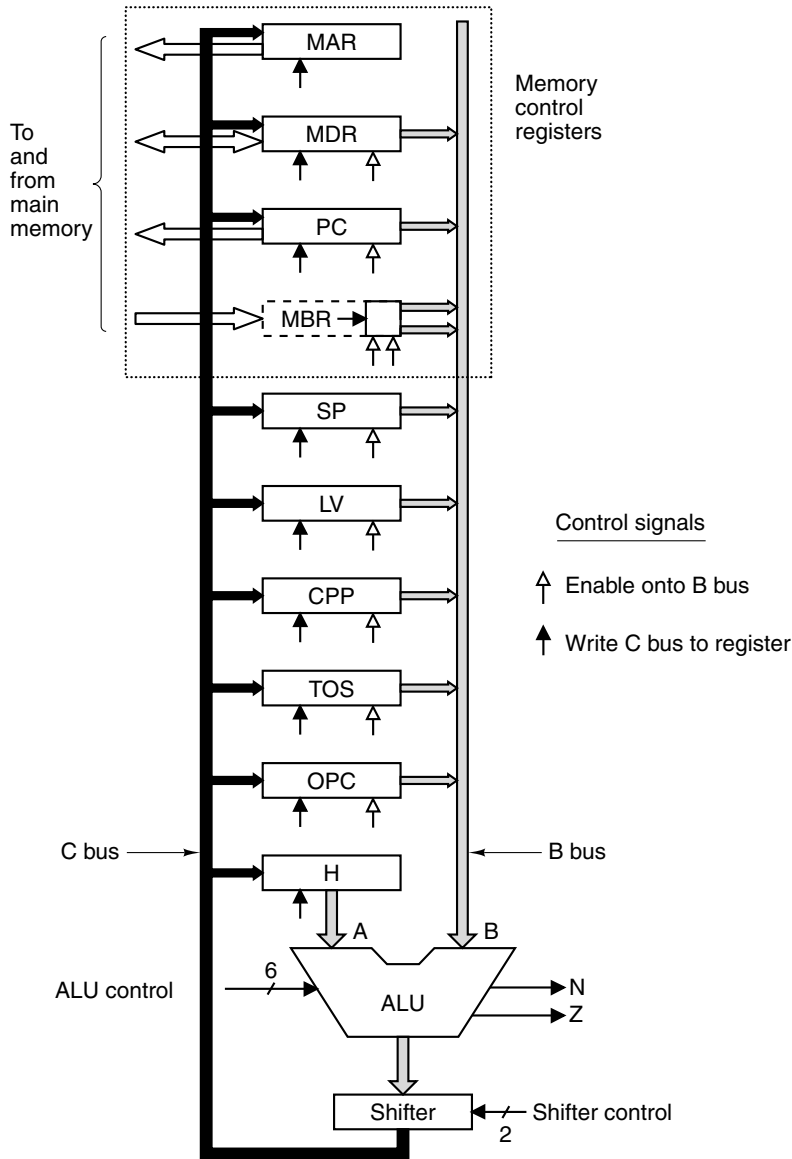 MAR
MDR
PC
MBR
SP
LV
CPP
TOS
OPC
H
To
and
from
main
memory
Memory
control
registers
Control signals
Enable onto B bus
Write C bus to register
C bus
B bus
A
B
6
ALU control
ALU
N
Z
Shifter
Shifter control
2